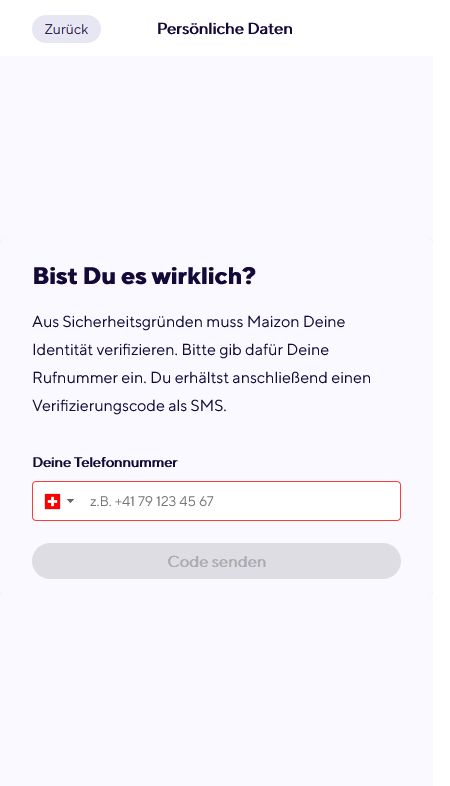 Zurück
Persönliche Daten
Bist Du es wirklich?
Aus Sicherheitsgründen muss Maizon Deine
Identität verifizieren. Bitte gib dafür Deine
Rufnummer ein. Du erhältst anschließend einen
Verifizierungscode als SMS.
Deine Telefonnummer
z.B. +41 79 123 45 67
Code senden